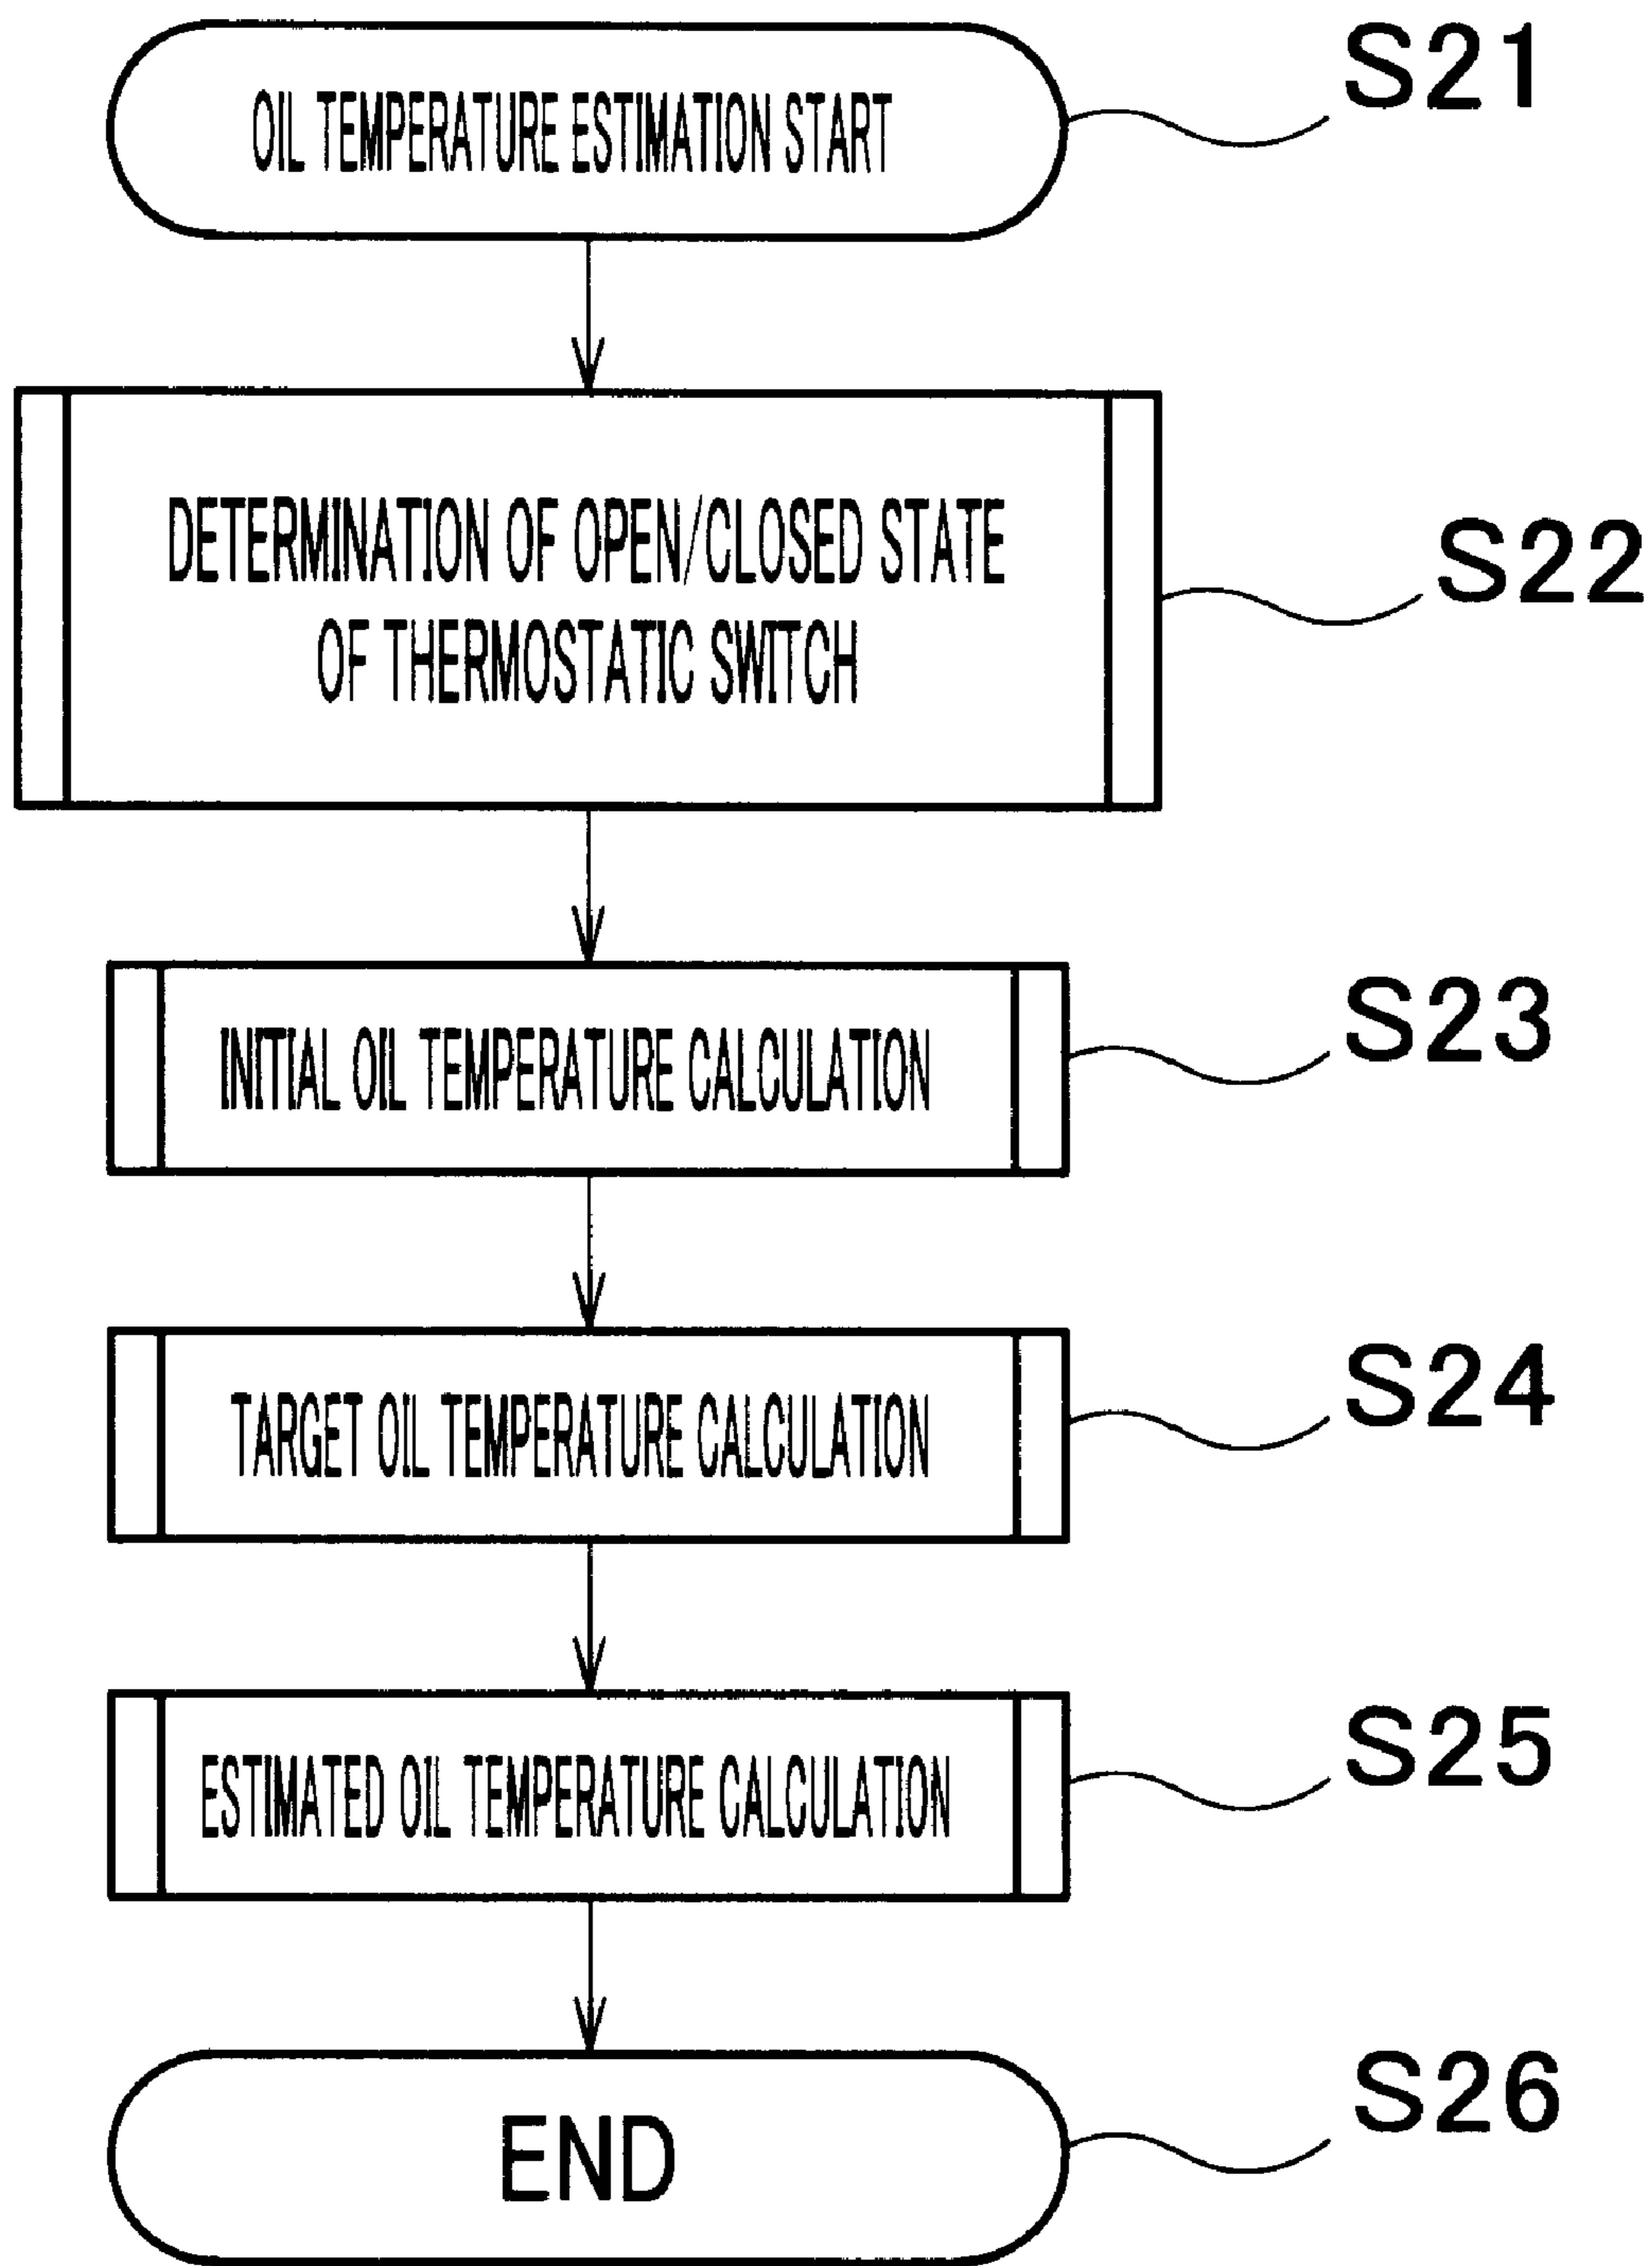 OIL TEMPERATURE ESTIMATION START
S21
DETERMINATION OF OPEN/CLOSED STATE
OF THERMOSTATIC SWITCH
S22
INITIAL OIL TEMPERATURE CALCULATION
S23
TARGET OIL TEMPERATURE CALCULATION
S24
ESTIMATED OIL TEMPERATURE CALCULATION
S25
END
S26